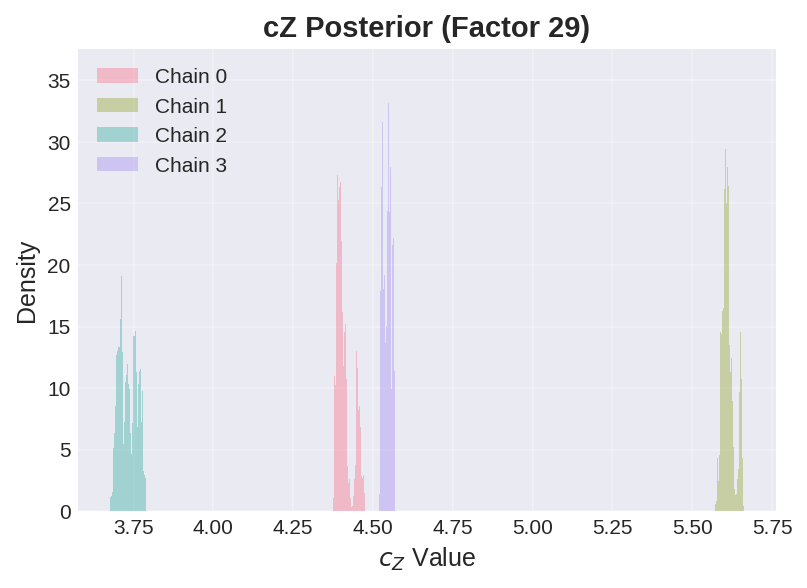 cZ Posterior (Factor 29)
Chain 0
Chain 1
Chain 2
Chain 3
Density
35
30
25
20
15
10
5
0
3.75 4.00 4.25 4.50 4.75 5.00 5.25 5.50 5.75
c_Z Value